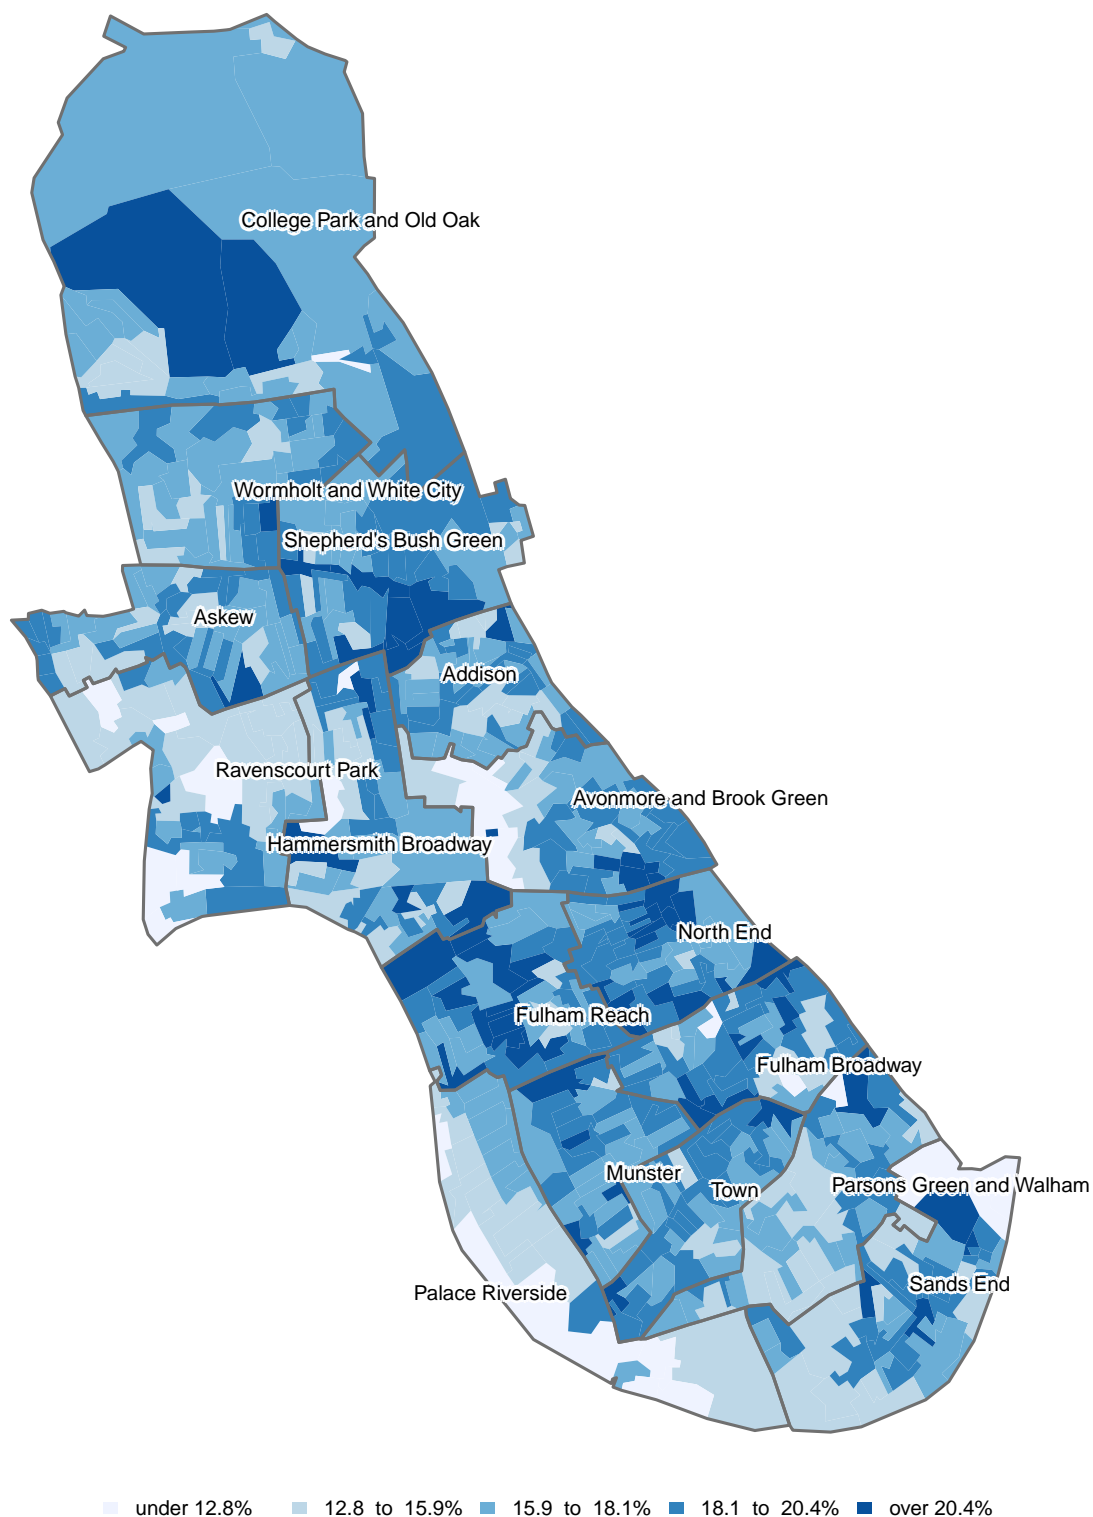 College Park and Old Oak
Wormholt and White City
Shepherd's Bush Green
Askew
Addison
Ravenscourt Park
Avonmore and Brook Green
Hammersmith Broadway
North End
Fulham Reach
Fulham Broadway
Munster
Town
Parsons Green and Walham
Sands End
Palace Riverside
under 12.8% 12.8 to 15.9% 15.9 to 18.1% 18.1 to 20.4% over 20.4%